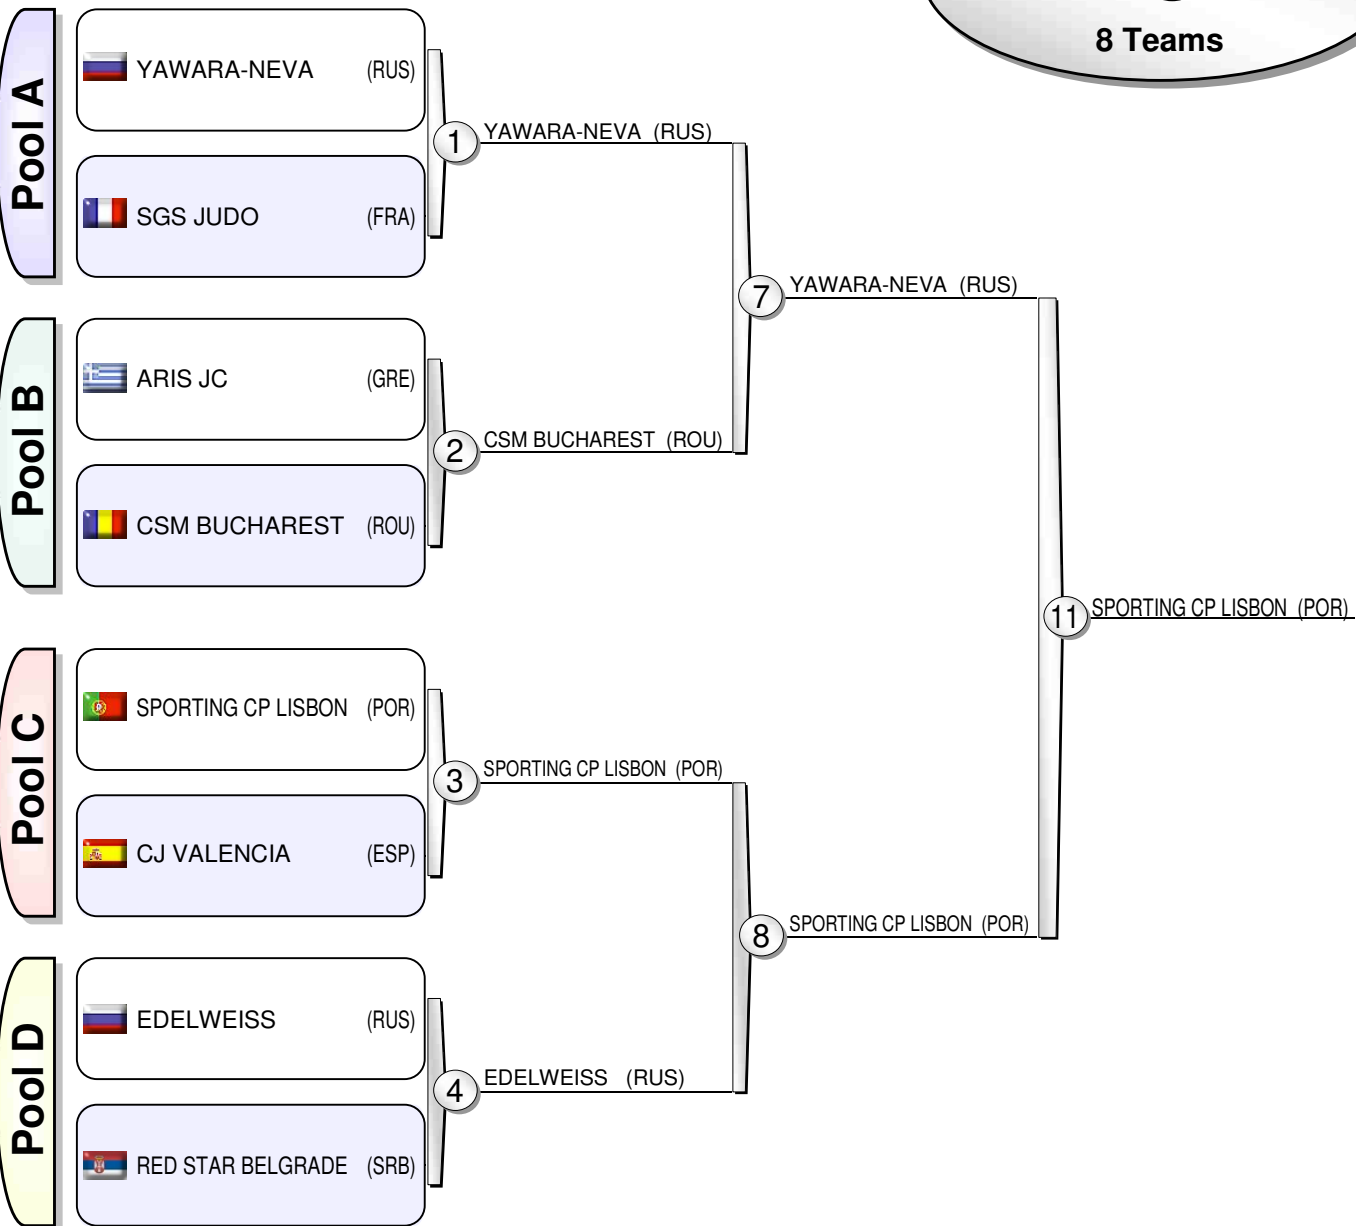 8 Teams
Pool A
YAWARA-NEVA (RUS)
SGS JUDO (FRA)
1
YAWARA-NEVA (RUS)
Pool B
ARIS JC (GRE)
CSM BUCHAREST (ROU)
2
CSM BUCHAREST (ROU)
7
YAWARA-NEVA (RUS)
Pool C
SPORTING CP LISBON (POR)
CJ VALENCIA (ESP)
3
SPORTING CP LISBON (POR)
Pool D
EDELWEISS (RUS)
RED STAR BELGRADE (SRB)
4
EDELWEISS (RUS)
8
SPORTING CP LISBON (POR)
11
SPORTING CP LISBON (POR)